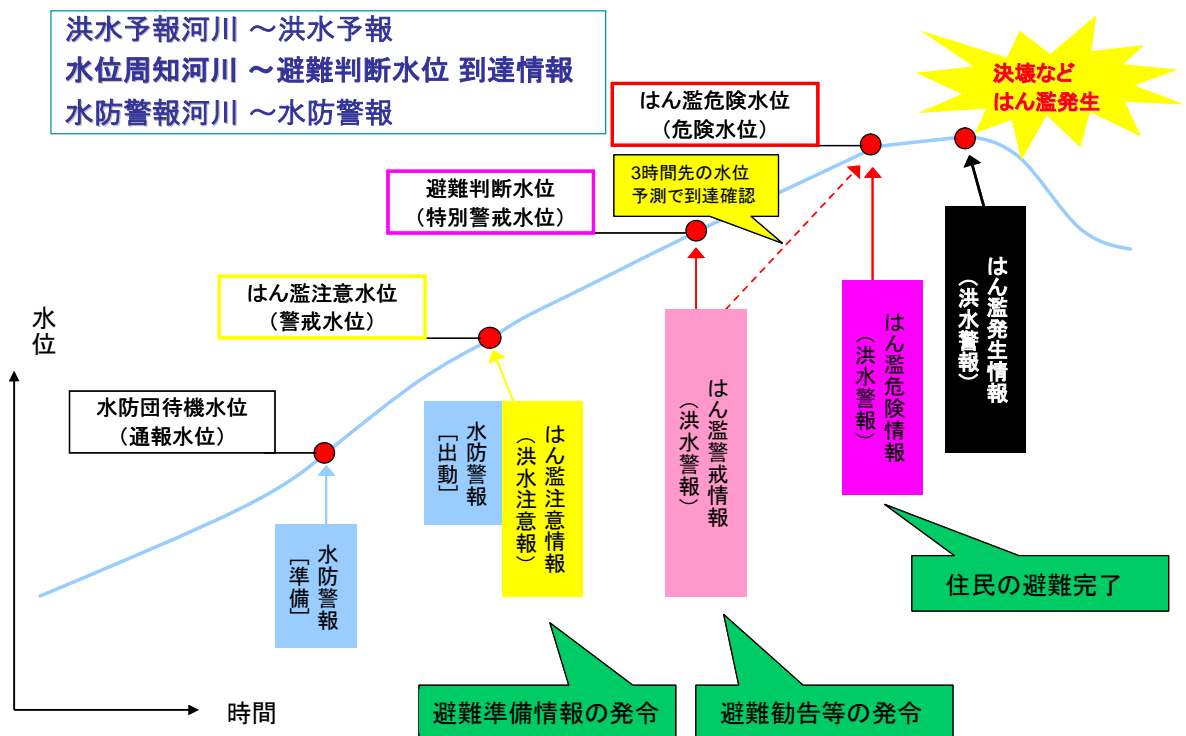 洪水予報河川 ～洪水予報
水位周知河川 ～避難判断水位 到達情報
水防警報河川 ～水防警報
決壊など
はん濫発生
はん濫危険水位
（危険水位）
3時間先の水位
予測で到達確認
避難判断水位
（特別警戒水位）
はん濫注意水位
（警戒水位）
水防団待機水位
（通報水位）
水位
時間
水防警報
［準備］
水防警報
［出動］
はん濫注意情報
（洪水注意報）
はん濫警戒情報
（洪水警報）
はん濫危険情報
（洪水警報）
はん濫発生情報
（洪水警報）
住民の避難完了
避難準備情報の発令
避難勧告等の発令